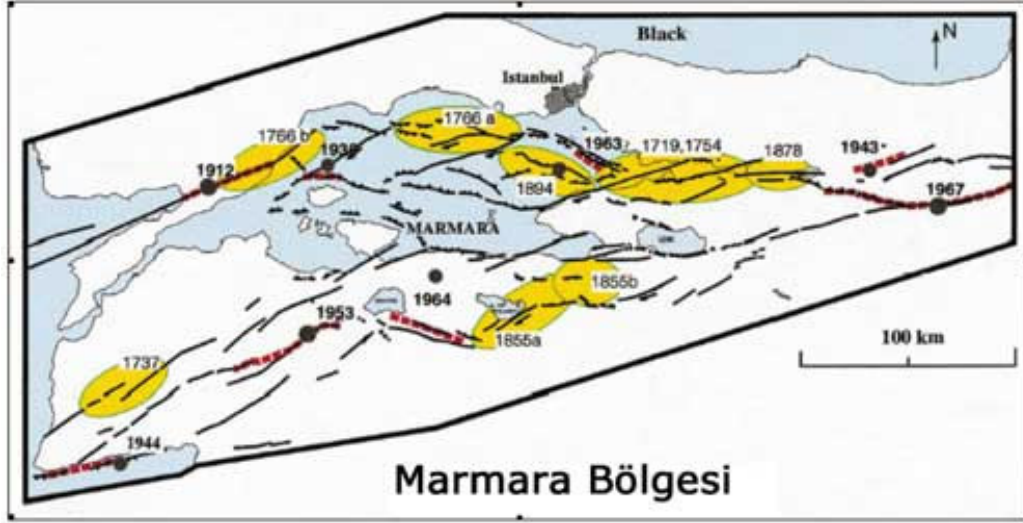 Black
N
Istanbul
1766 a
1766 b
1938
1963
1719,1754
1878
1943
1912
1894
1967
MARMARA
1964
1855b
1953
1855a
100 km
1737
1944
Marmara Bölgesi